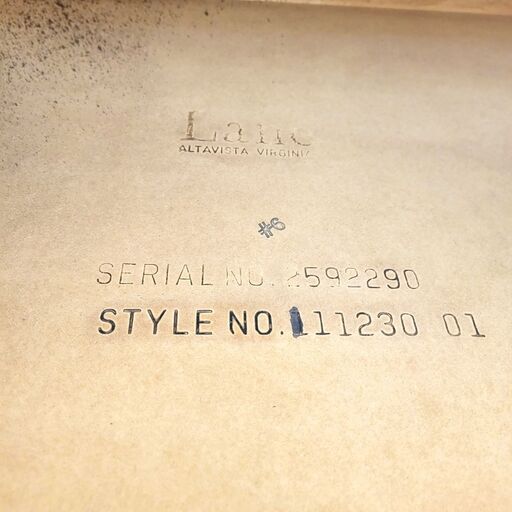 Lane
ALTAVISTA VIRGINIA
#6
SERIAL NO. 2592290
STYLE NO. 111230 01